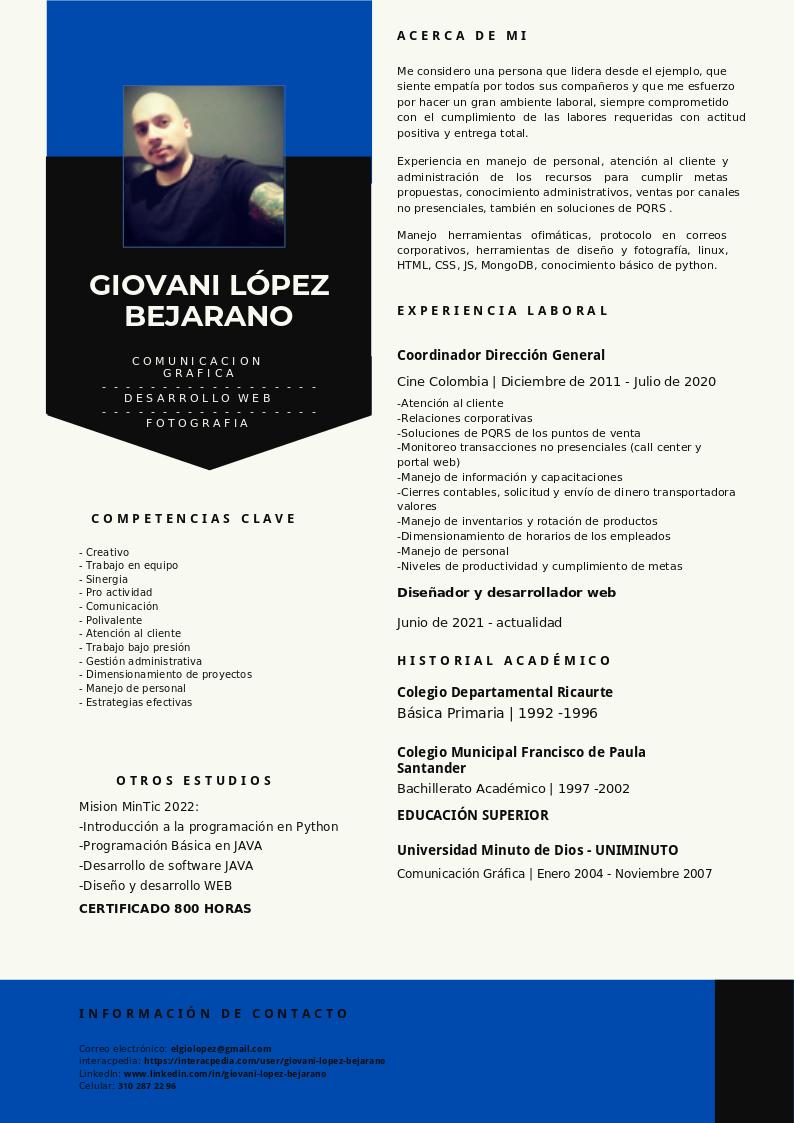 GIOVANI LÓPEZ
BEJARANO
COMUNICACION
GRAFICA
- - - - - - - - - - - - - - - - -
DESARROLLO WEB
- - - - - - - - - - - - - - - - -
FOTOGRAFIA
COMPETENCIAS CLAVE
- Creativo
- Trabajo en equipo
- Sinergia
- Pro actividad
- Comunicación
- Polivalente
- Atención al cliente
- Trabajo bajo presión
- Gestión administrativa
- Dimensionamiento de proyectos
- Manejo de personal
- Estrategias efectivas
OTROS ESTUDIOS
Mision MinTic 2022:
-Introducción a la programación en Python
-Programación Básica en JAVA
-Desarrollo de software JAVA
-Diseño y desarrollo WEB
CERTIFICADO 800 HORAS
ACERCA DE MI
Me considero una persona que lidera desde el ejemplo, que
siente empatía por todos sus compañeros y que me esfuerzo
por hacer un gran ambiente laboral, siempre comprometido
con el cumplimiento de las labores requeridas con actitud
positiva y entrega total.
Experiencia en manejo de personal, atención al cliente y
administración de los recursos para cumplir metas
propuestas, conocimiento administrativos, ventas por canales
no presenciales, también en soluciones de PQRS .
Manejo herramientas ofimáticas, protocolo en correos
corporativos, herramientas de diseño y fotografía, linux,
HTML, CSS, JS, MongoDB, conocimiento básico de python.
EXPERIENCIA LABORAL
Coordinador Dirección General
Cine Colombia | Diciembre de 2011 - Julio de 2020
-Atención al cliente
-Relaciones corporativas
-Soluciones de PQRS de los puntos de venta
-Monitoreo transacciones no presenciales (call center y
portal web)
-Manejo de información y capacitaciones
-Cierres contables, solicitud y envío de dinero transportadora
valores
-Manejo de inventarios y rotación de productos
-Dimensionamiento de horarios de los empleados
-Manejo de personal
-Niveles de productividad y cumplimiento de metas
Diseñador y desarrollador web
Junio de 2021 - actualidad
HISTORIAL ACADÉMICO
Colegio Departamental Ricaurte
Básica Primaria | 1992 -1996
Colegio Municipal Francisco de Paula
Santander
Bachillerato Académico | 1997 -2002
EDUCACIÓN SUPERIOR
Universidad Minuto de Dios - UNIMINUTO
Comunicación Gráfica | Enero 2004 - Noviembre 2007
INFORMACIÓN DE CONTACTO
Correo electrónico: elgiolopez@gmail.com
interacpedia: https://interacpedia.com/user/giovani-lopez-bejarano
Linkedin: www.linkedin.com/in/giovani-lopez-bejarano
Celular: 310 287 22 96